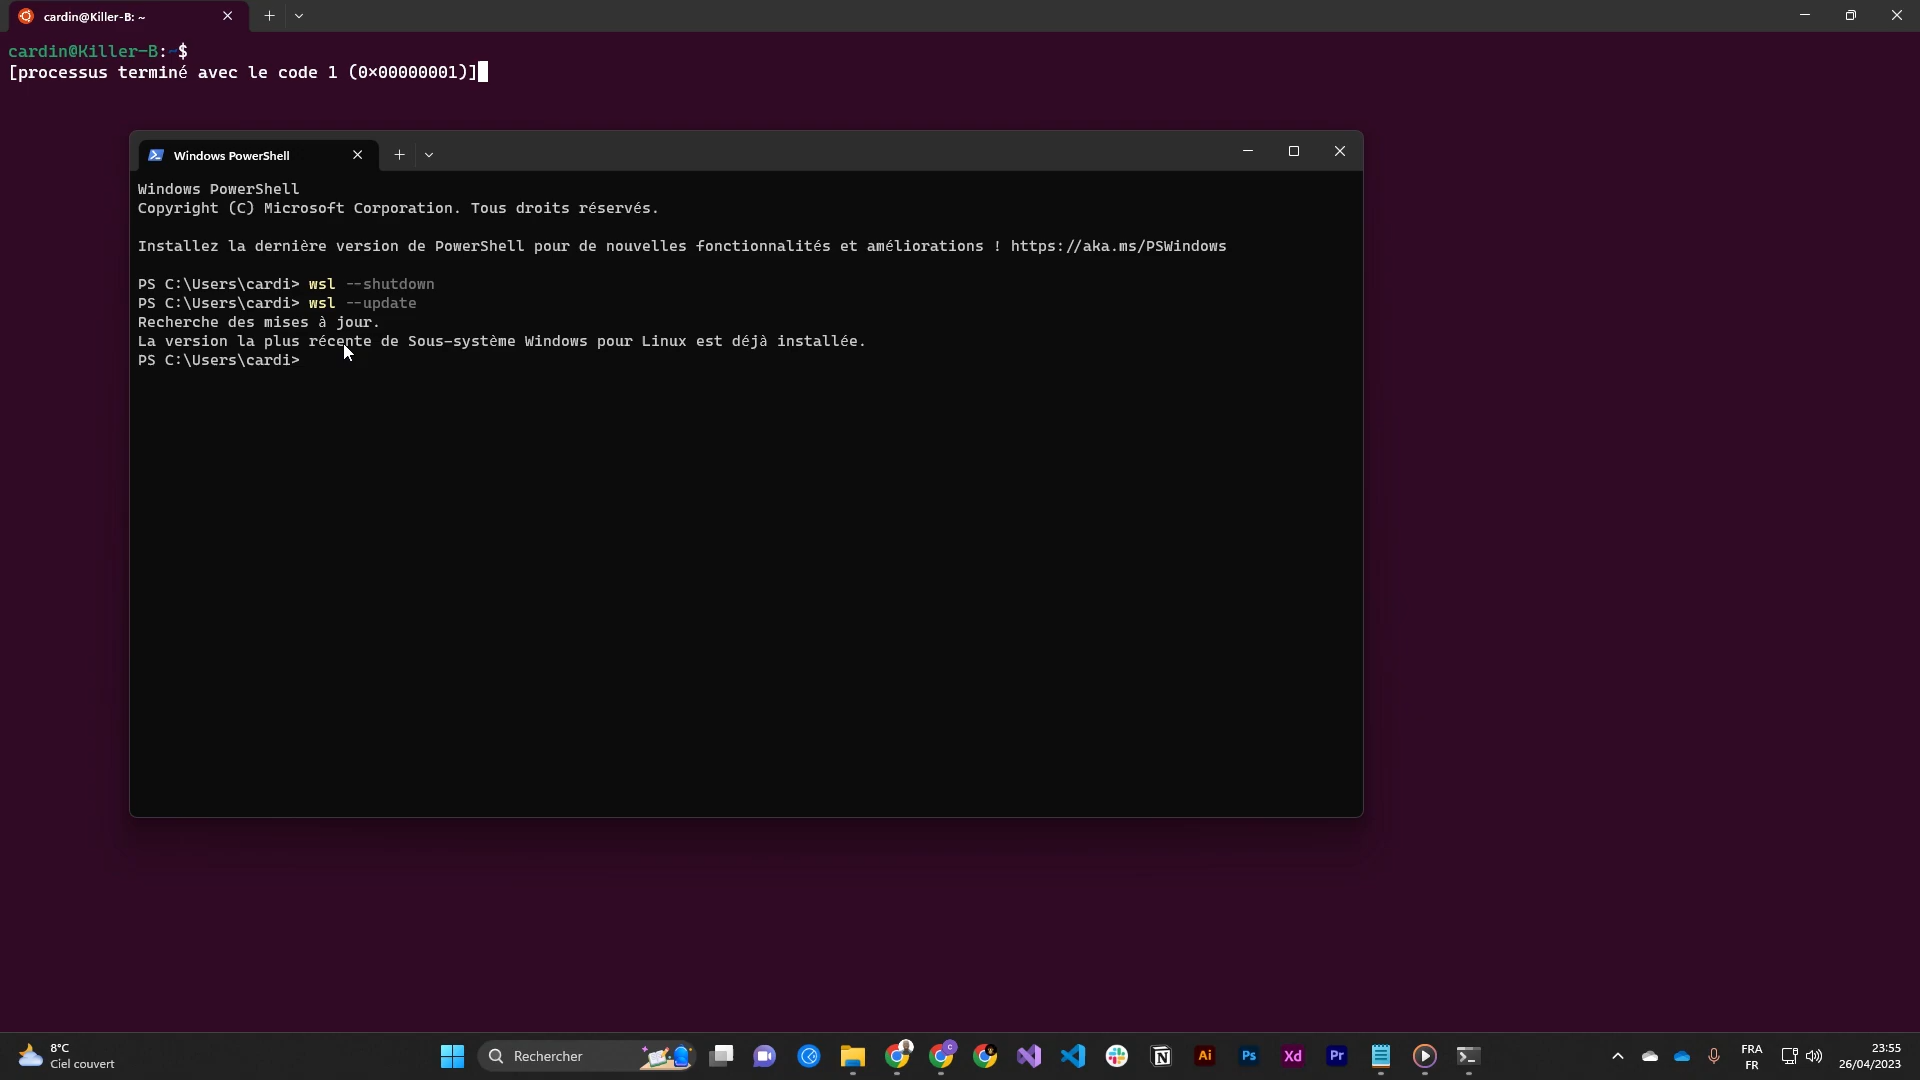 cardin@Killer-B: ~
cardin@Killer-B:~$
[processus terminé avec le code 1 (0x00000001)]
Windows PowerShell
Windows PowerShell
Copyright (C) Microsoft Corporation. Tous droits réservés.
Installez la dernière version de PowerShell pour de nouvelles fonctionnalités et améliorations ! https://aka.ms/PSWindows
PS C:\Users\cardi> wsl --shutdown
PS C:\Users\cardi> wsl --update
Recherche des mises à jour.
La version la plus récente de Sous-système Windows pour Linux est déjà installée.
PS C:\Users\cardi>
8°C
Ciel couvert
Rechercher
Ai
Ps
Xd
Pr
FRA
FR
23:55
26/04/2023